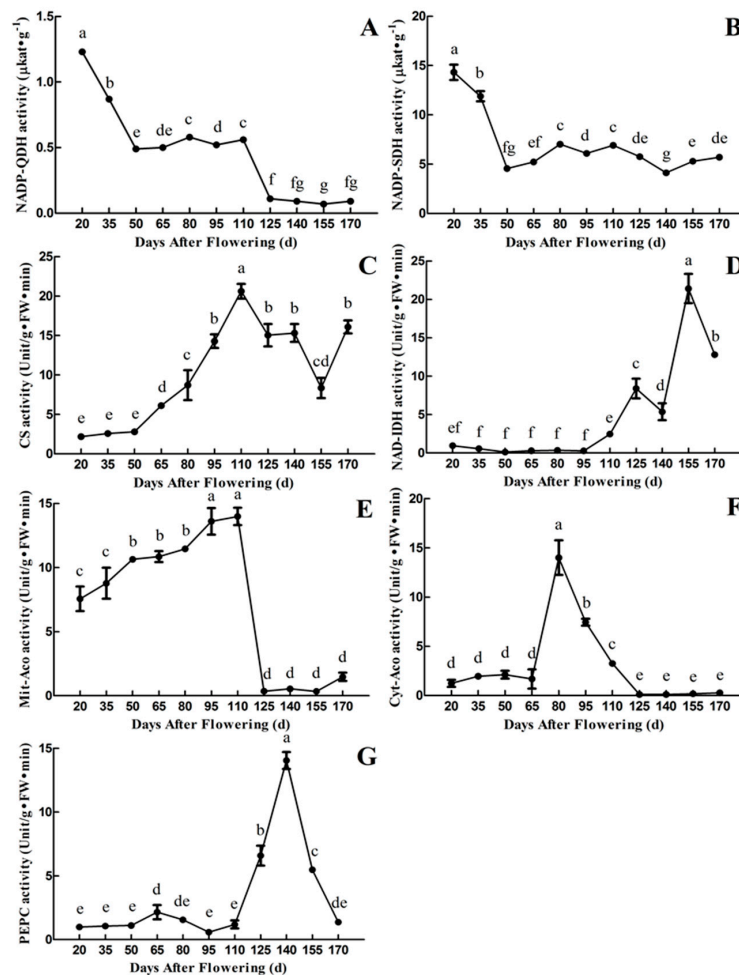 A
NADP-QDH activity (μkat•g⁻¹)
1.5
1.0
0.5
0.0
a b e de c d c f fg g fg
20 35 50 65 80 95 110 125 140 155 170
Days After Flowering (d)
B
NADP-SDH activity (μkat•g⁻¹)
20
15
10
5
0
a b fg ef c d c de g e de
20 35 50 65 80 95 110 125 140 155 170
Days After Flowering (d)
C
CS activity (Unit/g•FW•min)
25
20
15
10
5
0
e e e d c b a b b cd b
20 35 50 65 80 95 110 125 140 155 170
Days After Flowering (d)
D
NAD-IDH activity (Unit/g•FW•min)
25
20
15
10
5
0
ef f f f f f e c d a b
20 35 50 65 80 95 110 125 140 155 170
Days After Flowering (d)
E
Mit-Aco activity (Unit/g•FW•min)
15
10
5
0
c c b b b a a d d d d
20 35 50 65 80 95 110 125 140 155 170
Days After Flowering (d)
F
Cyt-Aco activity (Unit/g•FW•min)
20
15
10
5
0
d d d d a b c e e e e
20 35 50 65 80 95 110 125 140 155 170
Days After Flowering (d)
G
PEPC activity (Unit/g•FW•min)
15
10
5
0
e e e d de e e b a c de
20 35 50 65 80 95 110 125 140 155 170
Days After Flowering (d)